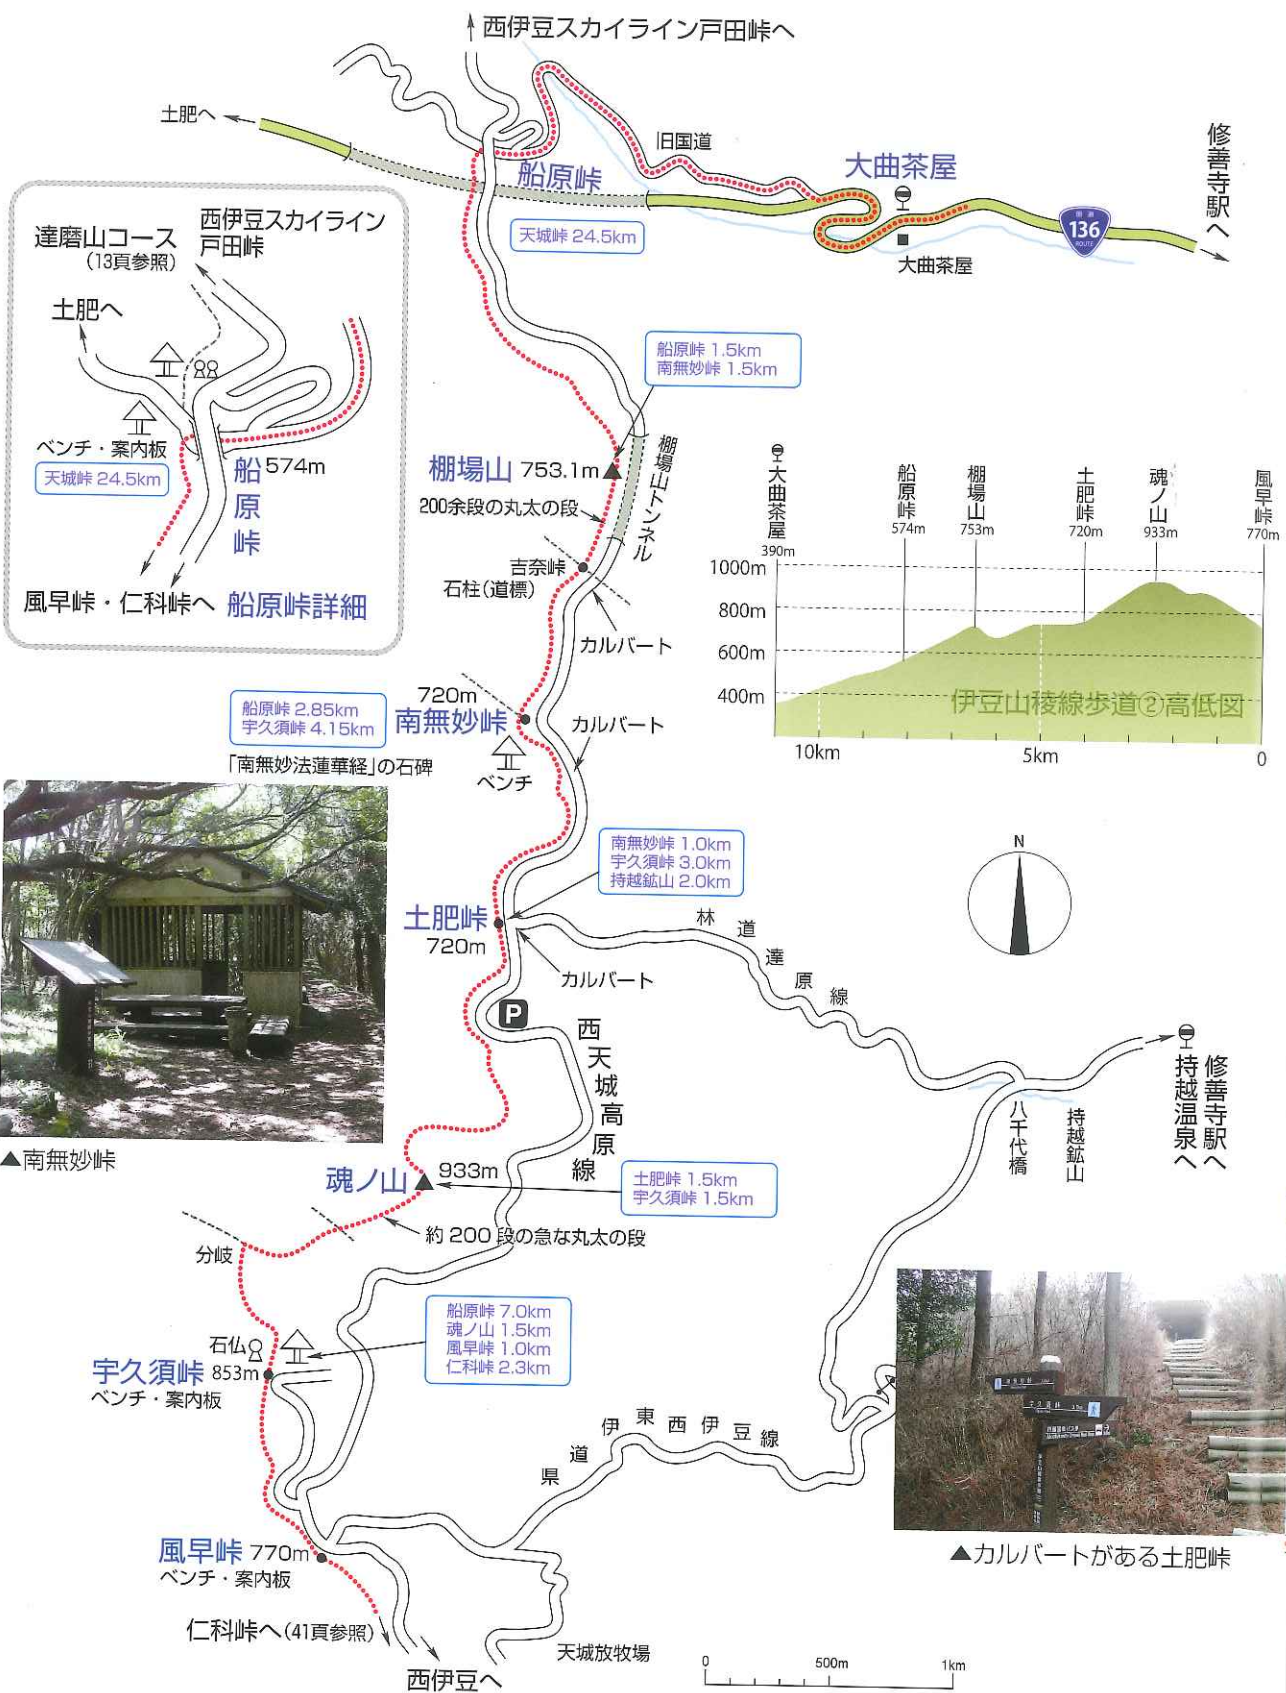 西伊豆スカイライン戸田峠へ
土肥へ
旧国道
船原峠
天城峠 24.5km
大曲茶屋
大曲茶屋
国道
136
ROUTE
修善寺駅へ
達磨山コース
(13頁参照)
西伊豆スカイライン
戸田峠
土肥へ
ベンチ・案内板
天城峠 24.5km
船原峠
574m
風早峠・仁科峠へ
船原峠詳細
船原峠 1.5km
南無妙峠 1.5km
棚場山 753.1m
棚場山トンネル
200余段の丸太の段
吉奈峠
石柱(道標)
カルバート
大曲茶屋
390m
船原峠
574m
棚場山
753m
土肥峠
720m
魂ノ山
933m
風早峠
770m
1000m
800m
600m
400m
伊豆山稜線歩道②高低図
10km
5km
0
720m
南無妙峠
船原峠 2.85km
宇久須峠 4.15km
「南無妙法蓮華経」の石碑
ベンチ
カルバート
南無妙峠 1.0km
宇久須峠 3.0km
持越鉱山 2.0km
土肥峠
720m
カルバート
林道達原線
N
P
西天城高原線
▲南無妙峠
修善寺駅へ
持越温泉へ
八千代橋
持越鉱山
魂ノ山
933m
土肥峠 1.5km
宇久須峠 1.5km
約200段の急な丸太の段
分岐
船原峠 7.0km
魂ノ山 1.5km
風早峠 1.0km
仁科峠 2.3km
石仏
宇久須峠 853m
ベンチ・案内板
県道伊東西伊豆線
風早峠 770m
ベンチ・案内板
仁科峠へ(41頁参照)
西伊豆へ
天城放牧場
▲カルバートがある土肥峠
0
500m
1km